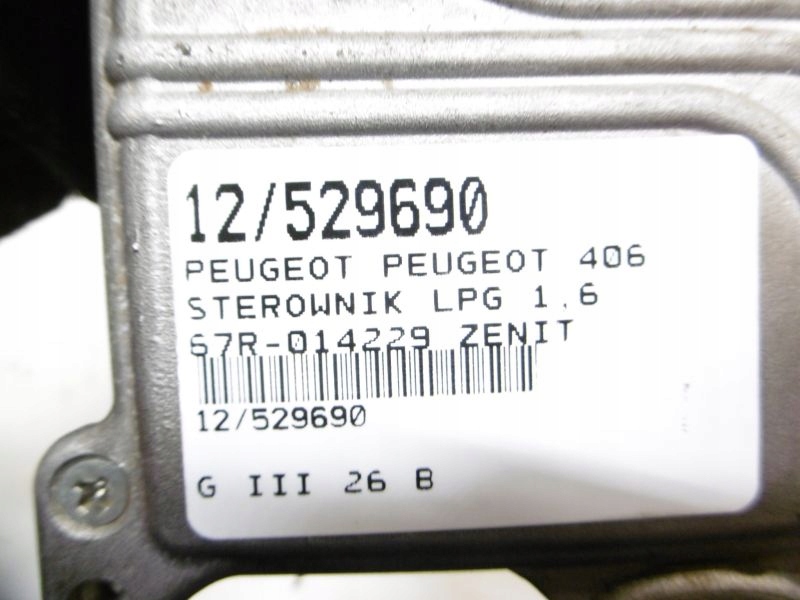 12/529690
PEUGEOT PEUGEOT 406
STEROWNIK LPG 1.6
67R-014229 ZENIT
12/529690
G III 26 B